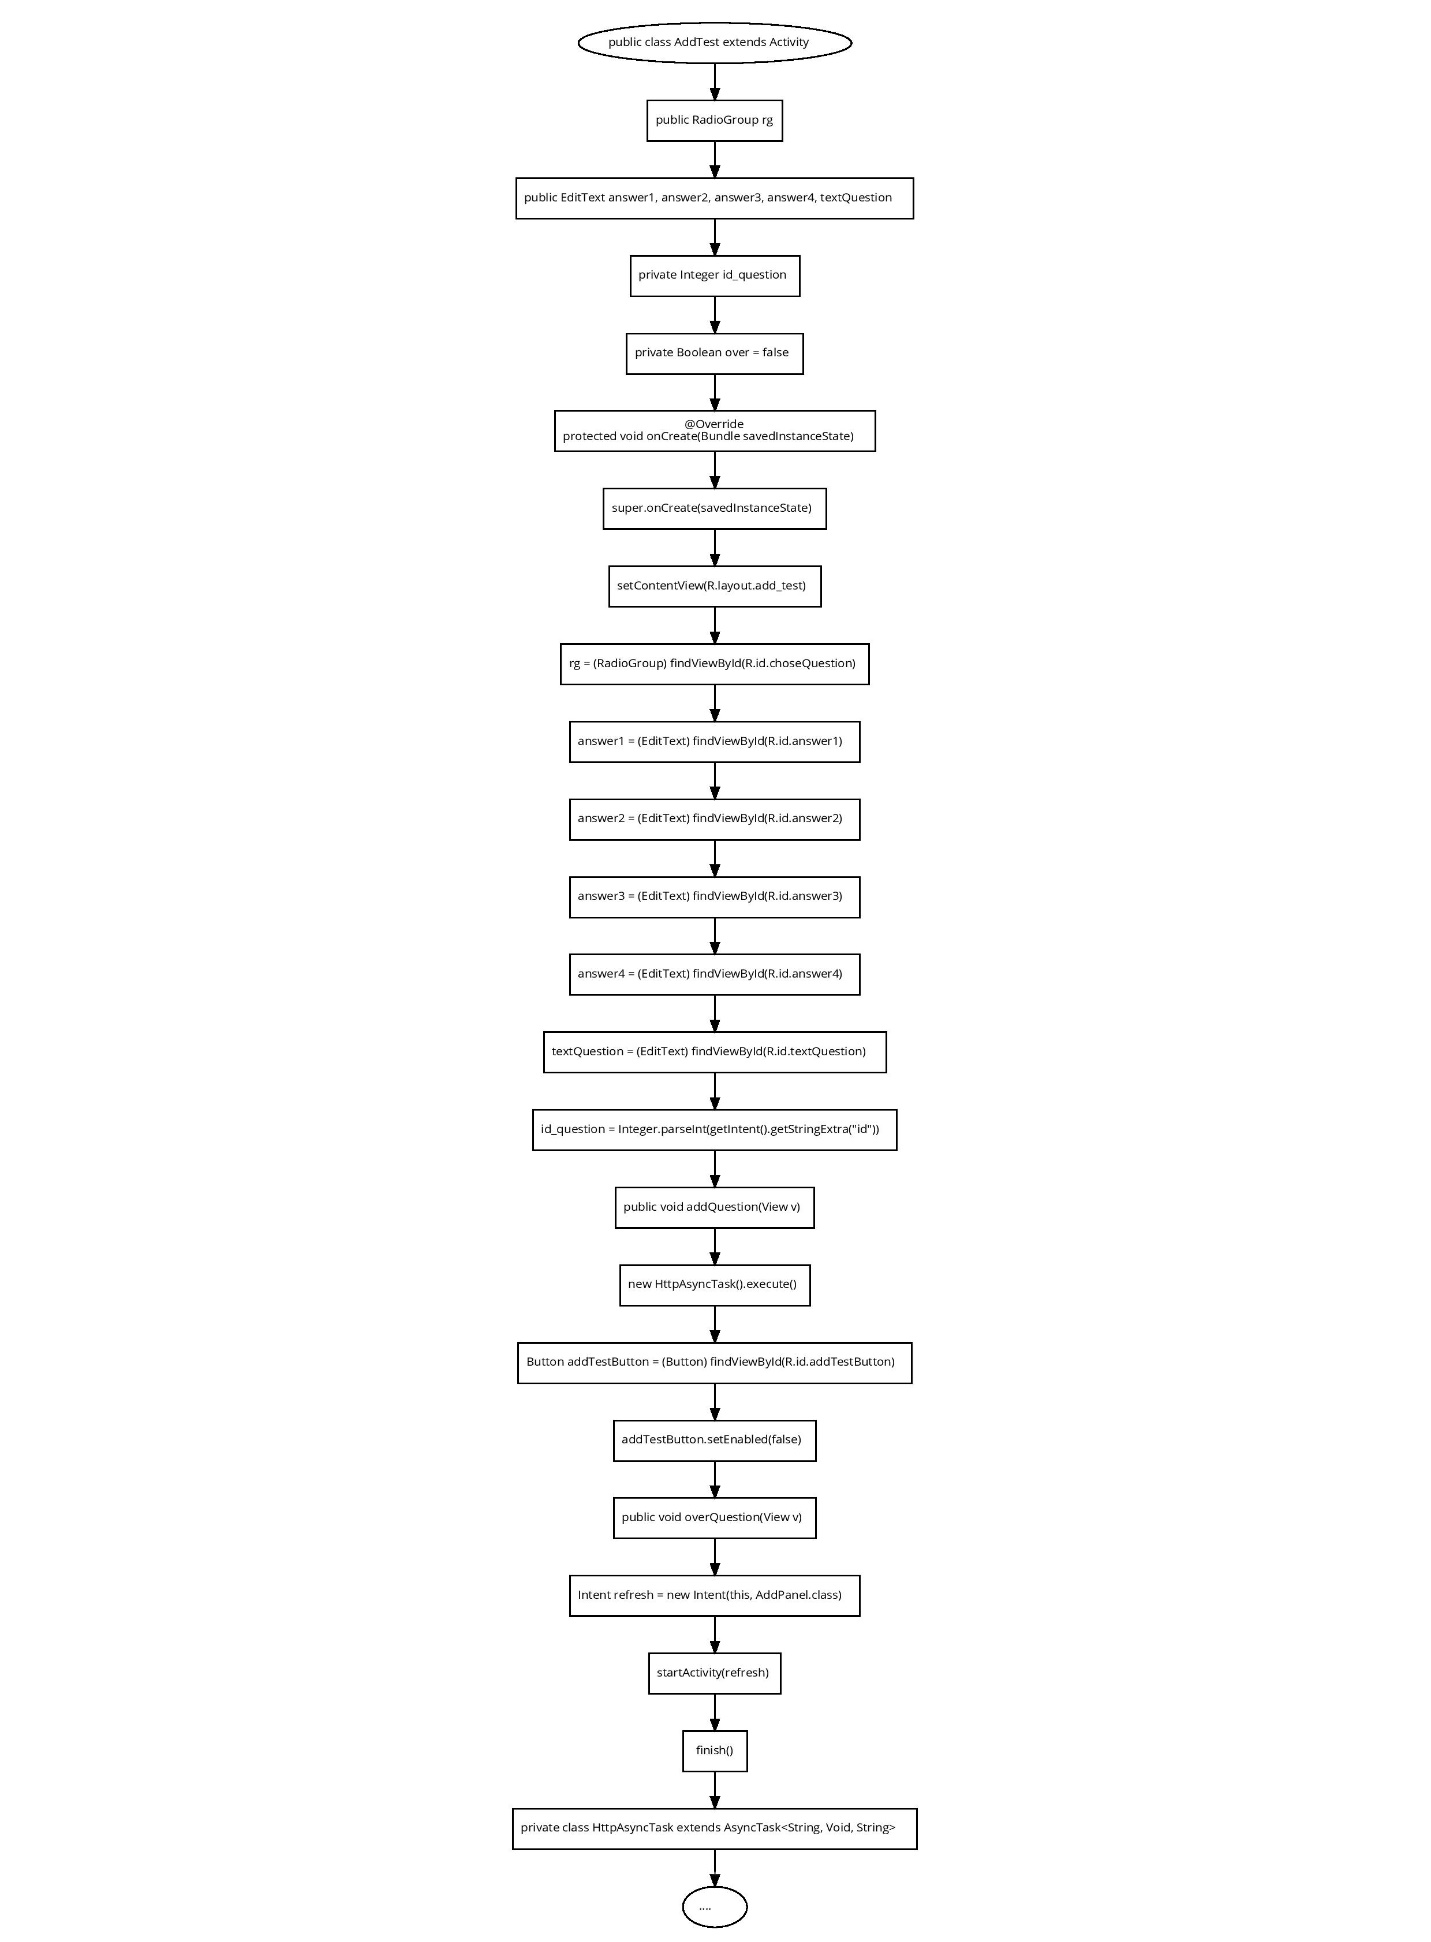 public class AddTest extends Activity
public RadioGroup rg
public EditText answer1, answer2, answer3, answer4, textQuestion
private Integer id_question
private Boolean over = false
@Override
protected void onCreate(Bundle savedInstanceState)
super.onCreate(savedInstanceState)
setContentView(R.layout.add_test)
rg = (RadioGroup) findViewById(R.id.choseQuestion)
answer1 = (EditText) findViewById(R.id.answer1)
answer2 = (EditText) findViewById(R.id.answer2)
answer3 = (EditText) findViewById(R.id.answer3)
answer4 = (EditText) findViewById(R.id.answer4)
textQuestion = (EditText) findViewById(R.id.textQuestion)
id_question = Integer.parseInt(getIntent().getStringExtra("id"))
public void addQuestion(View v)
new HttpAsyncTask().execute()
Button addTestButton = (Button) findViewById(R.id.addTestButton)
addTestButton.setEnabled(false)
public void overQuestion(View v)
Intent refresh = new Intent(this, AddPanel.class)
startActivity(refresh)
finish()
private class HttpAsyncTask extends AsyncTask<String, Void, String>
....